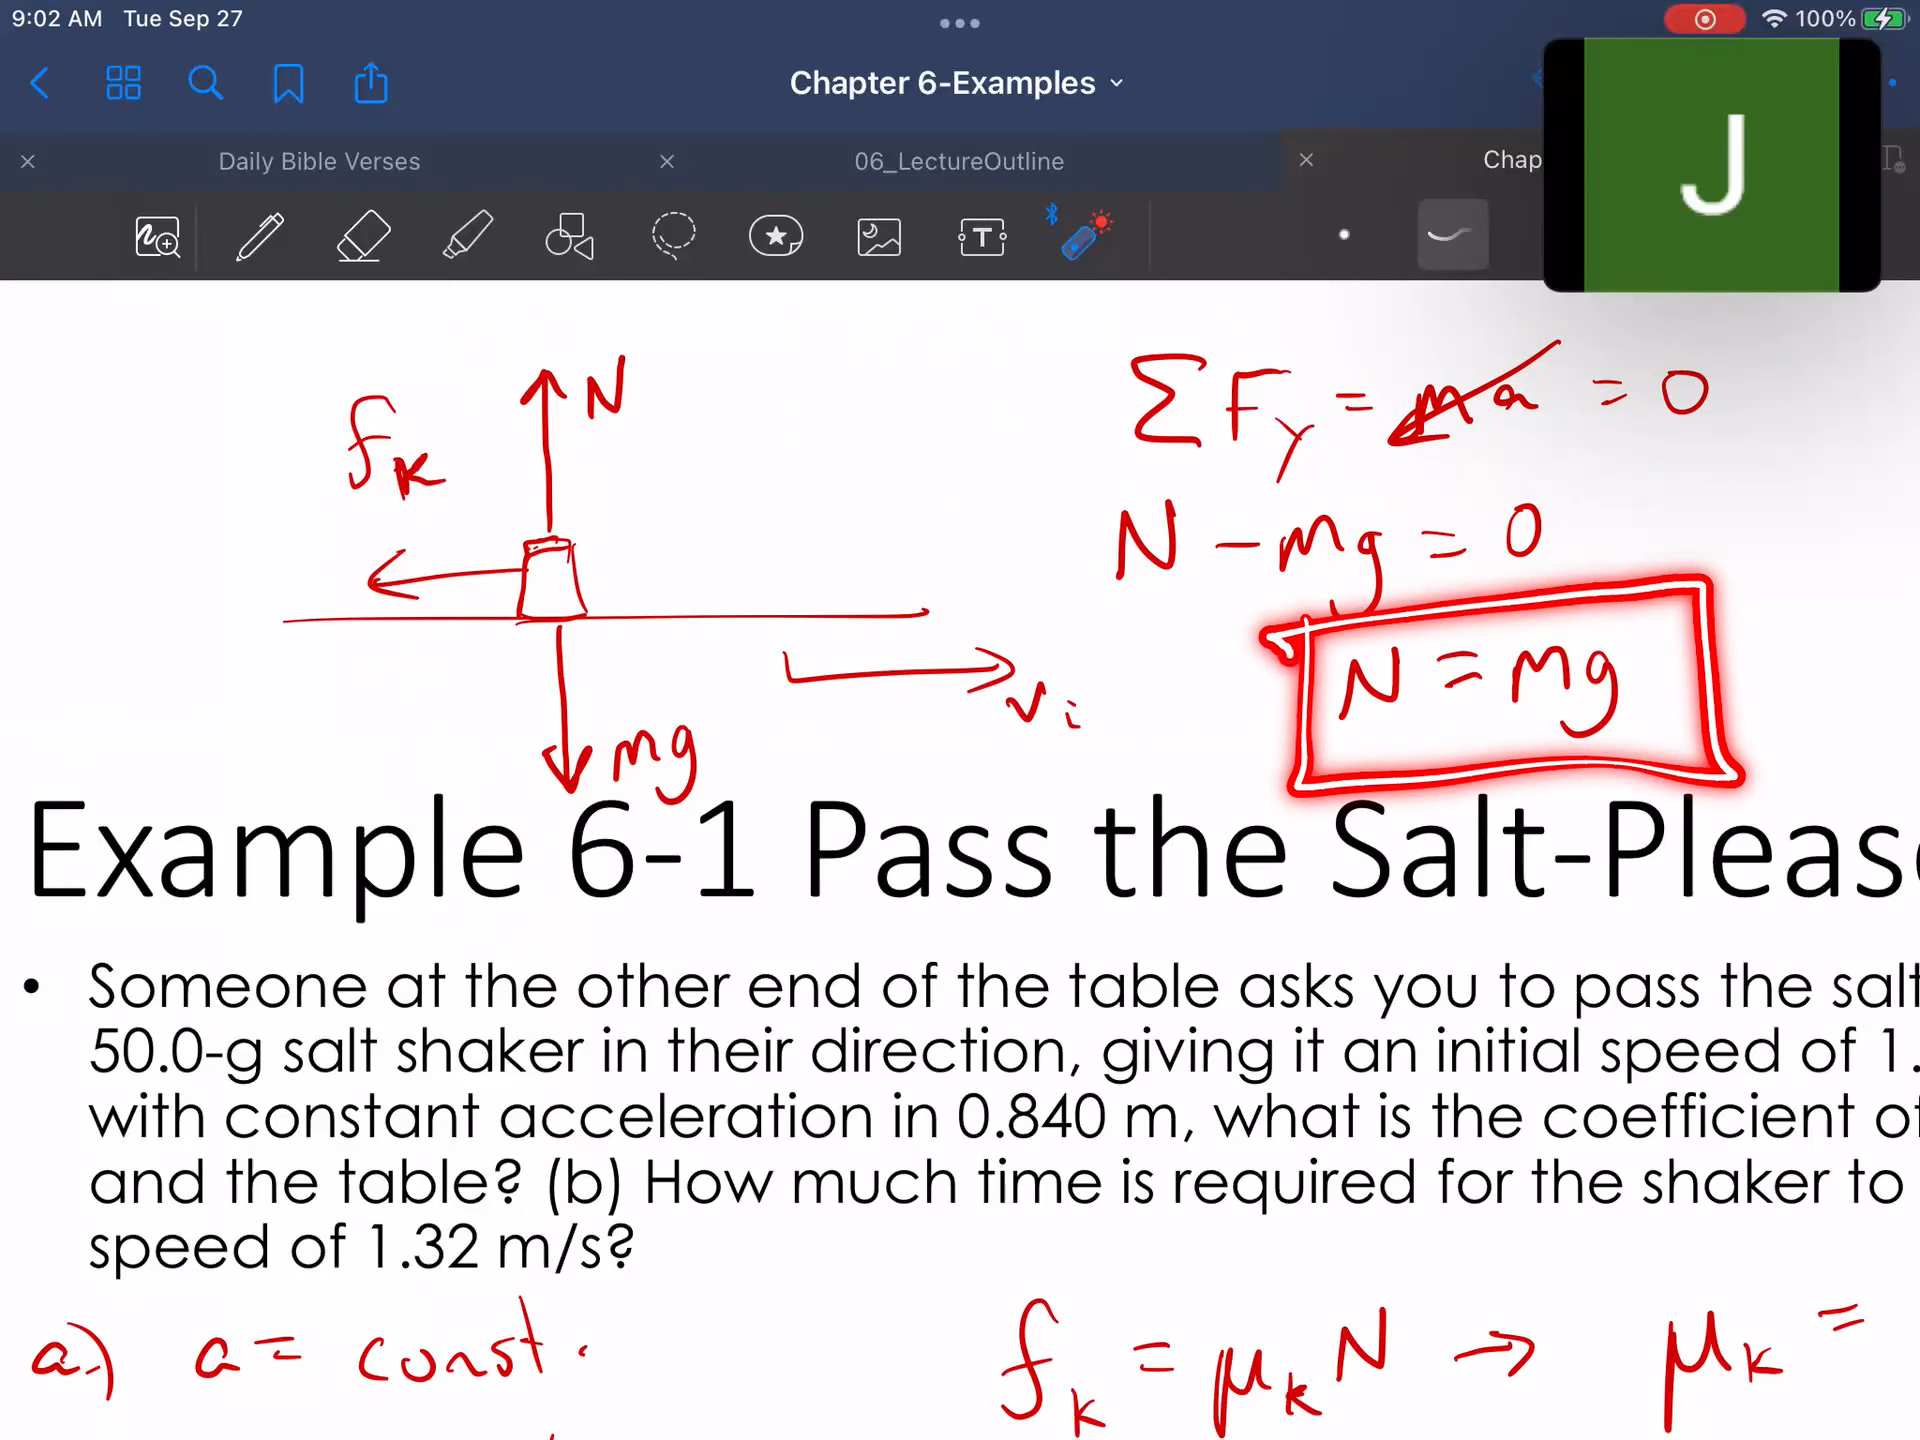 9:02 AM Tue Sep 27
100%
Chapter 6-Examples
Daily Bible Verses
06_LectureOutline
Chap
J
T
N
fₖ
ΣF_y = ma = 0
N - mg = 0
N = mg
v_i
mg
Example 6-1 Pass the Salt-Pleas
• Someone at the other end of the table asks you to pass the salt
50.0-g salt shaker in their direction, giving it an initial speed of 1.
with constant acceleration in 0.840 m, what is the coefficient of
and the table? (b) How much time is required for the shaker to
speed of 1.32 m/s?
a.) a = const.
fₖ = μₖ N → μₖ =